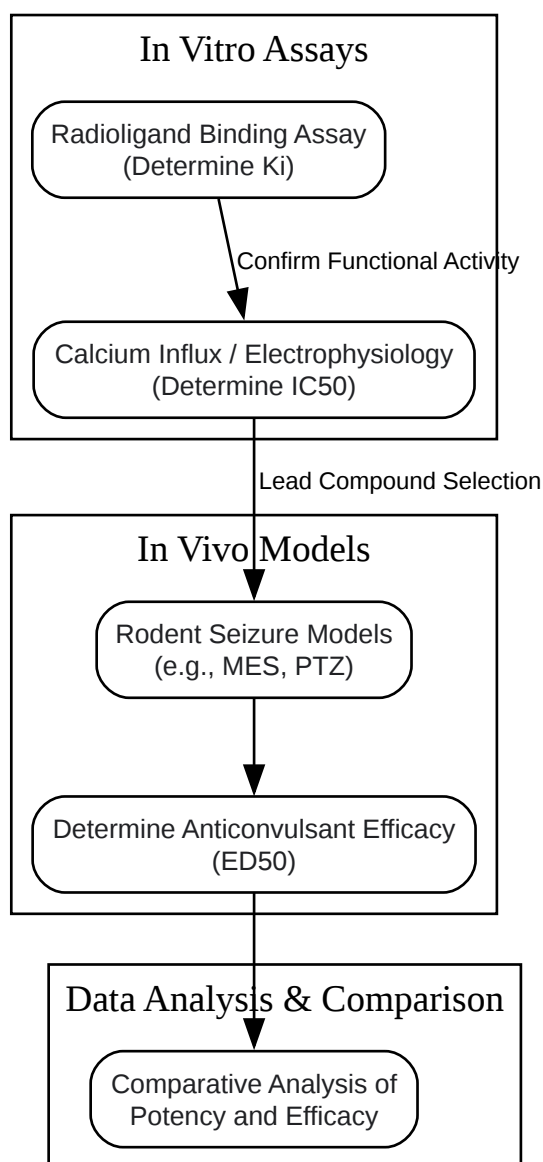 In Vitro Assays
Radioligand Binding Assay
(Determine Ki)
Confirm Functional Activity
Calcium Influx / Electrophysiology
(Determine IC50)
Lead Compound Selection
In Vivo Models
Rodent Seizure Models
(e.g., MES, PTZ)
Determine Anticonvulsant Efficacy
(ED50)
Data Analysis & Comparison
Comparative Analysis of
Potency and Efficacy